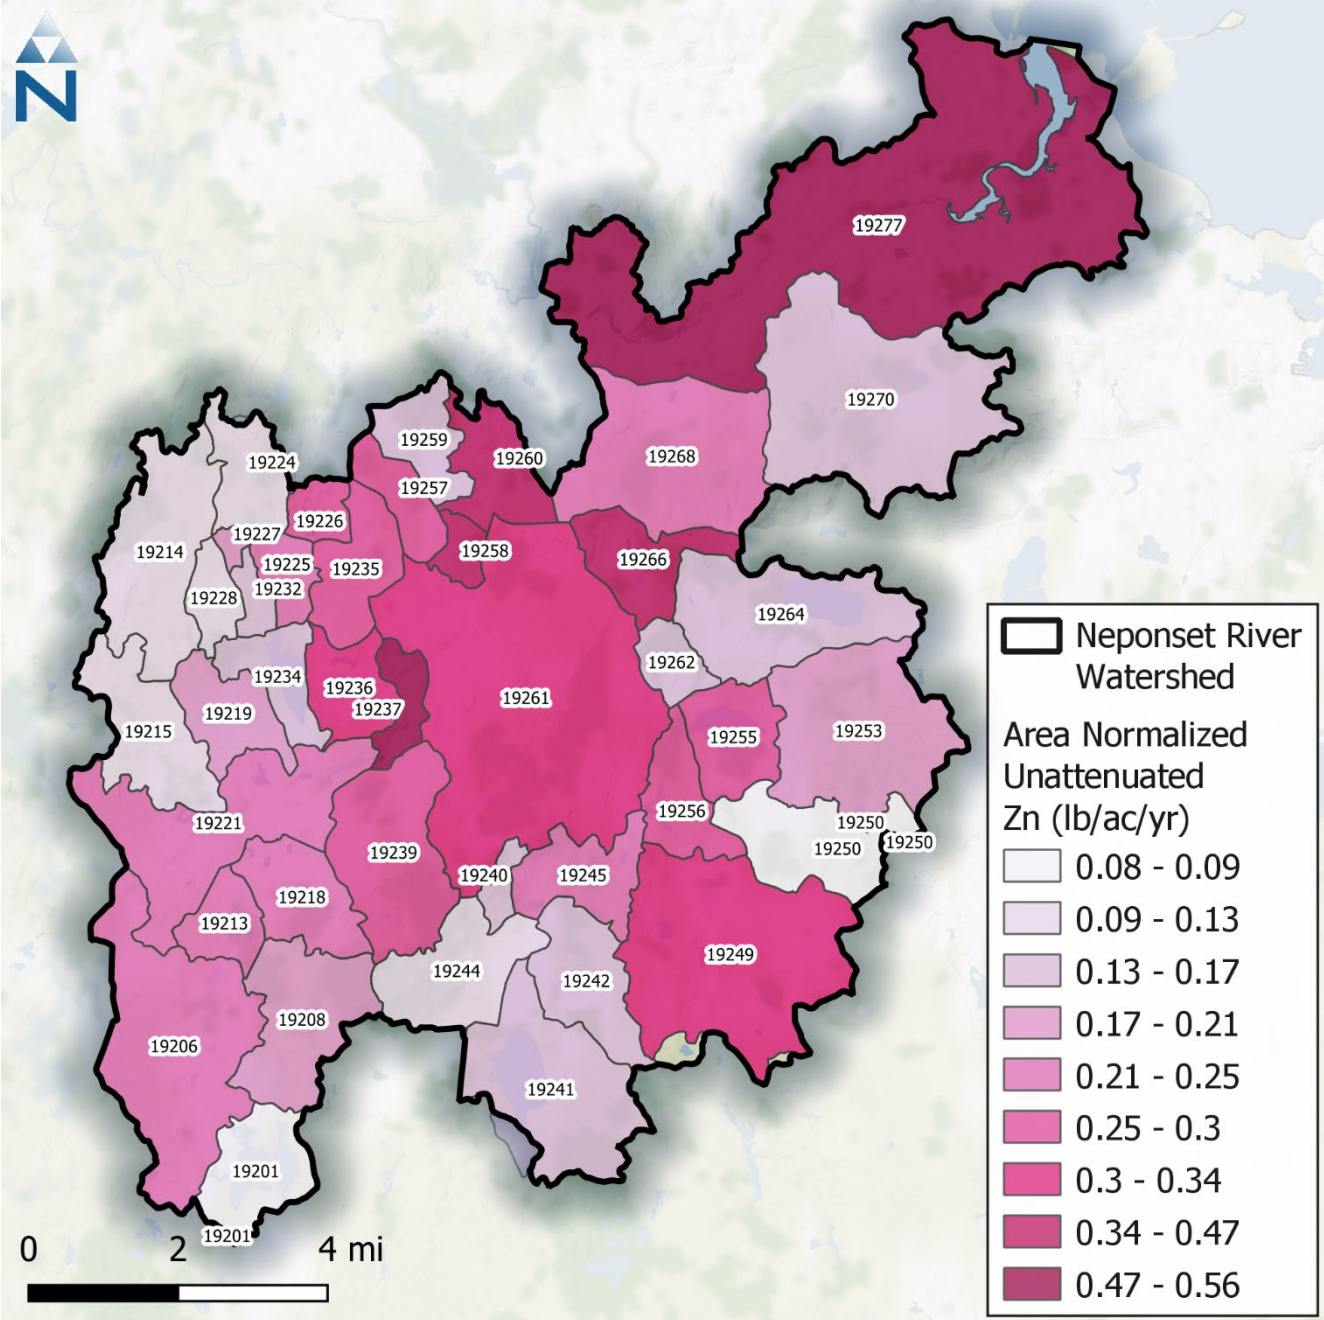 N
19277
19270
19259
19260
19268
19224
19257
19226
19227
19258
19214
19266
19225
19235
19232
19228
19264
19262
19234
19236
19261
19237
19219
19215
19255
19253
19256
19221
19250
19250
19250
19239
19240
19245
19218
19213
19249
19244
19242
19208
19206
19241
19201
19201
0 2 4 mi
Neponset River
Watershed
Area Normalized
Unattenuated
Zn (lb/ac/yr)
0.08 - 0.09
0.09 - 0.13
0.13 - 0.17
0.17 - 0.21
0.21 - 0.25
0.25 - 0.3
0.3 - 0.34
0.34 - 0.47
0.47 - 0.56